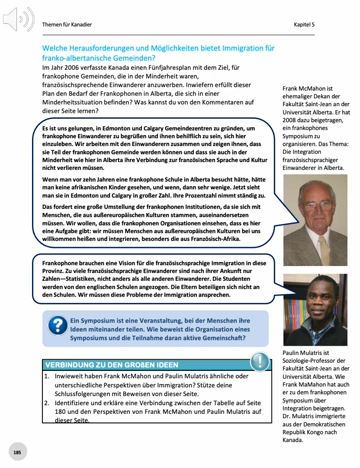 Themen für Kanadier
Kapitel 5
Welche Herausforderungen und Möglichkeiten bietet Immigration für
franko-albertanische Gemeinden?
Im Jahr 2006 verfasste Kanada einen Fünfjahresplan mit dem Ziel, für
frankophone Gemeinden, die in der Minderheit waren,
französischsprachige Einwanderer anzuwerben. Inwiefern erfüllt dieser
Plan den Bedarf der Frankophonen in Alberta, die sich in einer
Minderheitssituation befinden? Was kannst du von den Kommentaren auf
dieser Seite lernen?
Es ist uns gelungen, in Edmonton und Calgary Gemeindezentren zu gründen, um
frankophone Einwanderer zu begrüßen und ihnen behilflich zu sein, sich hier
einzuleben. Wir arbeiten mit den Einwanderern zusammen und zeigen ihnen, dass
sie Teil der frankophonen Gemeinden werden können und dass sie auch in der
Minderheit wie hier in Alberta ihre Verbindung zur französischen Sprache und Kultur
nicht verlieren müssen.
Wenn man vor zehn Jahren eine frankophone Schule in Alberta besucht hätte, hätte
man keine afrikanischen Kinder gesehen, und wenn, dann sehr wenige. Jetzt sieht
man sie in Edmonton und Calgary in großer Zahl. Ihre Prozentzahl nimmt ständig zu.
Das fordert eine große Umstellung der frankophonen Institutionen, da sie sich mit
Menschen, die aus außereuropäischen Kulturen stammen, auseinandersetzen
müssen. Wir wollen, dass die frankophonen Organisationen einsehen, dass es hier
eine Aufgabe gibt: wir müssen Menschen aus außereuropäischen Kulturen bei uns
willkommen heißen und integrieren, besonders die aus Französisch-Afrika.
Frankophone brauchen eine Vision für die französischsprachige Immigration in diese
Provinz. Zu viele französischsprachige Einwanderer sind nach ihrer Ankunft nur
Zahlen—Statistiken, nicht anders als alle anderen Einwanderer. Die Studenten
werden von den englischen Schulen angezogen. Die Eltern beteiligen sich nicht an
den Schulen. Wir müssen diese Probleme der Immigration ansprechen.
Ein Symposium ist eine Veranstaltung, bei der Menschen ihre
Ideen miteinander teilen. Wie beweist die Organisation eines
Symposiums und die Teilnahme daran aktive Gemeinschaft?
VERBINDUNG ZU DEN GROßEN IDEEN
1. Inwieweit haben Frank McMahon und Paulin Mulatris ähnliche oder
unterschiedliche Perspektiven über Immigration? Stütze deine
Schlussfolgerungen mit Beweisen von dieser Seite.
2. Identifiziere und erkläre eine Verbindung zwischen der Tabelle auf Seite
180 und den Perspektiven von Frank McMahon und Paulin Mulatris auf
dieser Seite.
Frank McMahon ist
ehemaliger Dekan der
Fakultät Saint-Jean an der
Universität Alberta. Er hat
2008 dazu beigetragen,
ein frankophones
Symposium zu
organisieren. Das Thema:
Die Integration
französischsprachiger
Einwanderer in Alberta.
Paulin Mulatris ist
Soziologie-Professor der
Fakultät Saint-Jean an der
Universität Alberta. Wie
Frank MaMahon hat auch
er zu dem frankophonen
Symposium über
Integration beigetragen.
Dr. Mulatris immigrierte
aus der Demokratischen
Republik Kongo nach
Kanada.
185